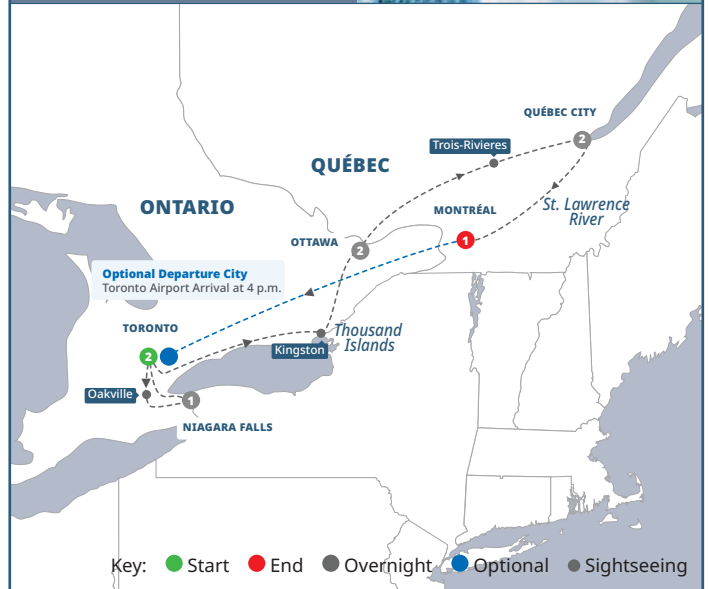 QUÉBEC CITY
2
Trois-Rivieres
QUÉBEC
ONTARIO
St. Lawrence
River
MONTRÉAL
1
OTTAWA
2
Optional Departure City
Toronto Airport Arrival at 4 p.m.
TORONTO
2
Thousand
Islands
Kingston
Oakville
1
NIAGARA FALLS
Key: Start End Overnight Optional Sightseeing